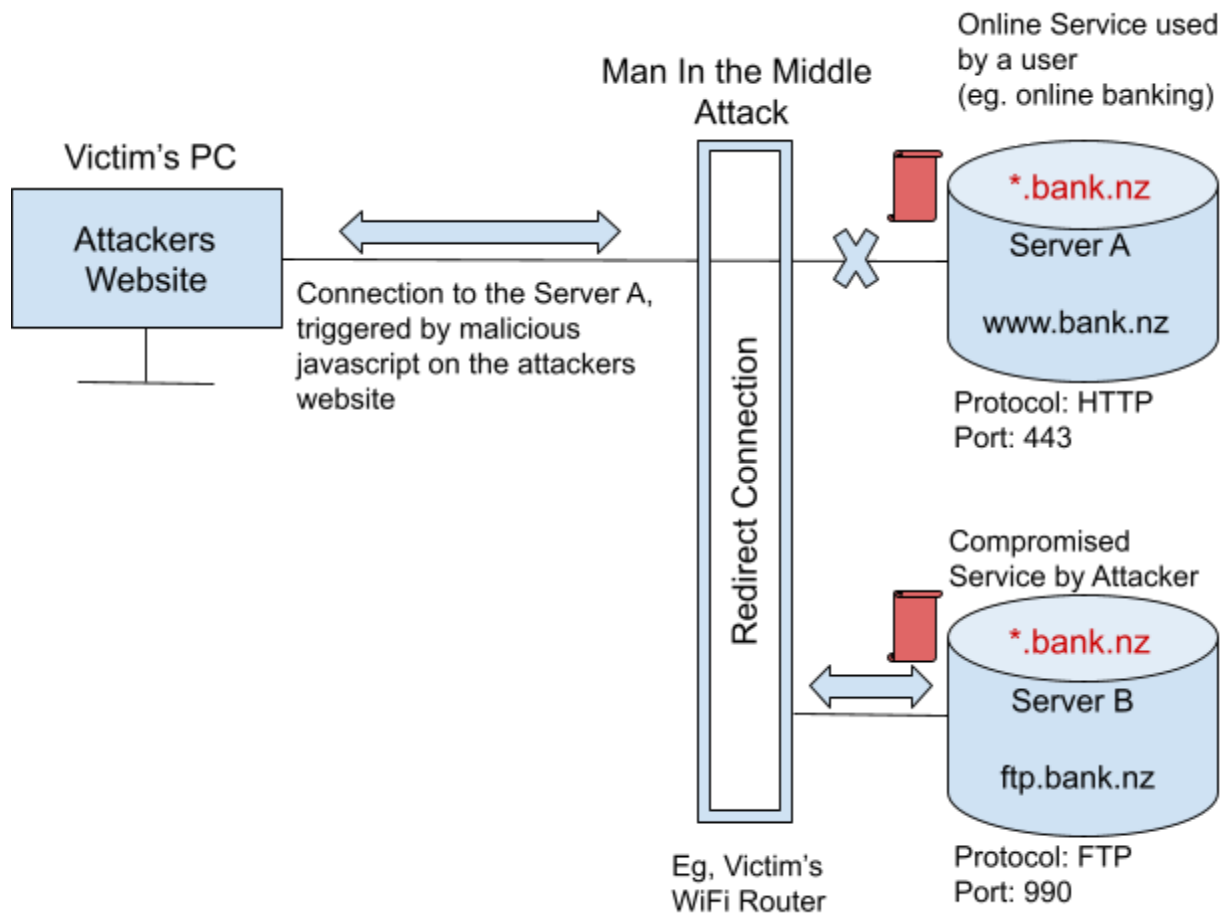 Online Service used
by a user
(eg. online banking)
Man In the Middle
Attack
Victim's PC
Attackers
Website
Connection to the Server A,
triggered by malicious
javascript on the attackers
website
*.bank.nz
Server A
www.bank.nz
Protocol: HTTP
Port: 443
Redirect Connection
Compromised
Service by Attacker
*.bank.nz
Server B
ftp.bank.nz
Protocol: FTP
Port: 990
Eg, Victim's
WiFi Router